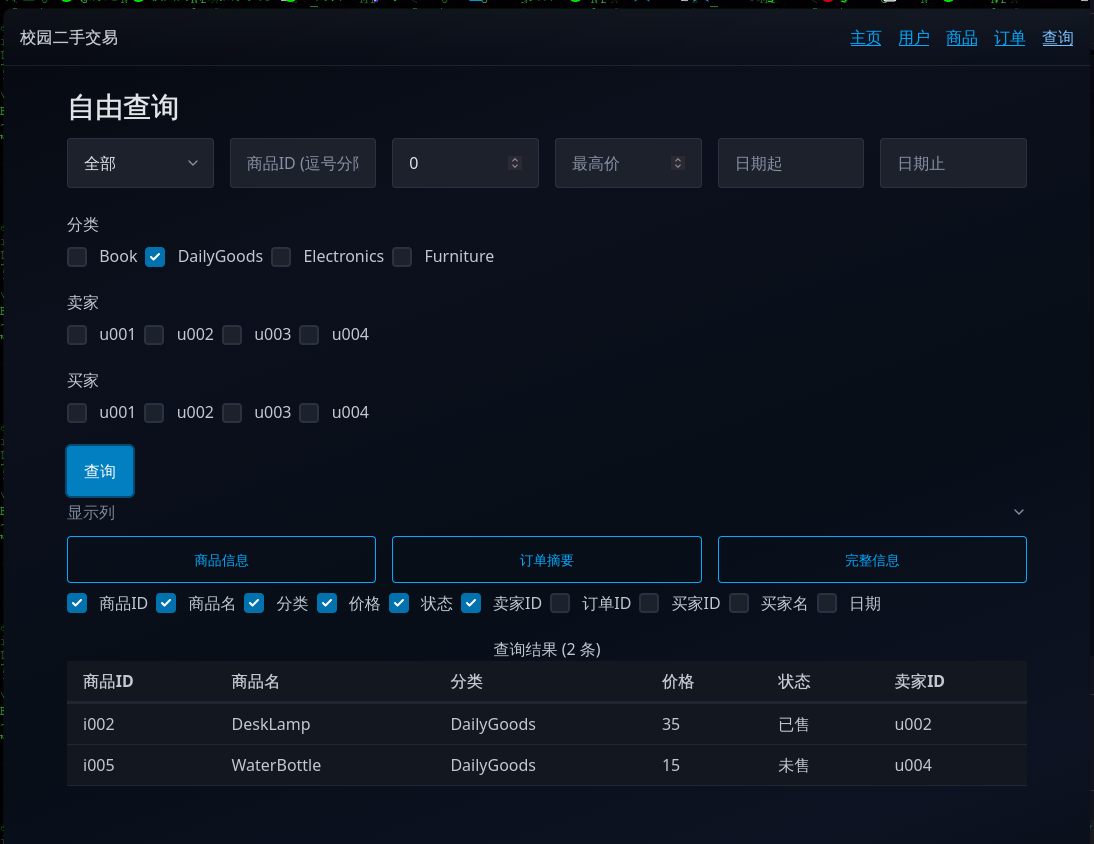 校园二手交易 主页 用户 商品 订单 查询
自由查询
全部 商品ID (逗号分隔 0 最高价 日期起 日期止
分类
Book DailyGoods Electronics Furniture
卖家
u001 u002 u003 u004
买家
u001 u002 u003 u004
查询
显示列
商品信息 订单摘要 完整信息
商品ID 商品名 分类 价格 状态 卖家ID 订单ID 买家ID 买家名 日期
查询结果 (2 条)
商品ID 商品名 分类 价格 状态 卖家ID
i002 DeskLamp DailyGoods 35 已售 u002
i005 WaterBottle DailyGoods 15 未售 u004